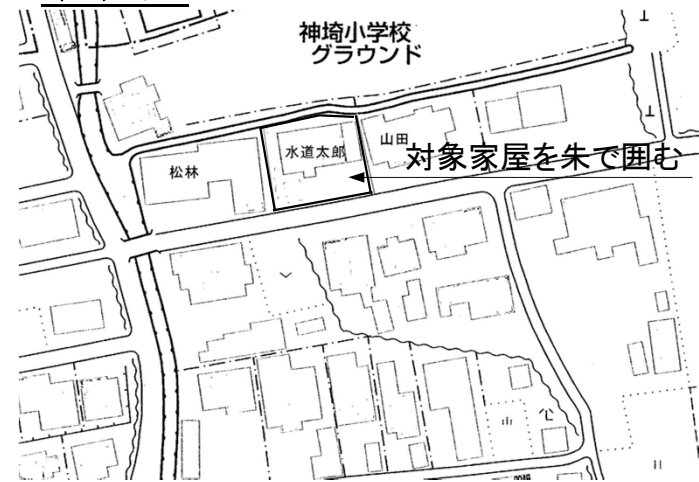 神埼小学校
グラウンド
水道太郎
山田
松林
対象家屋を朱で囲む